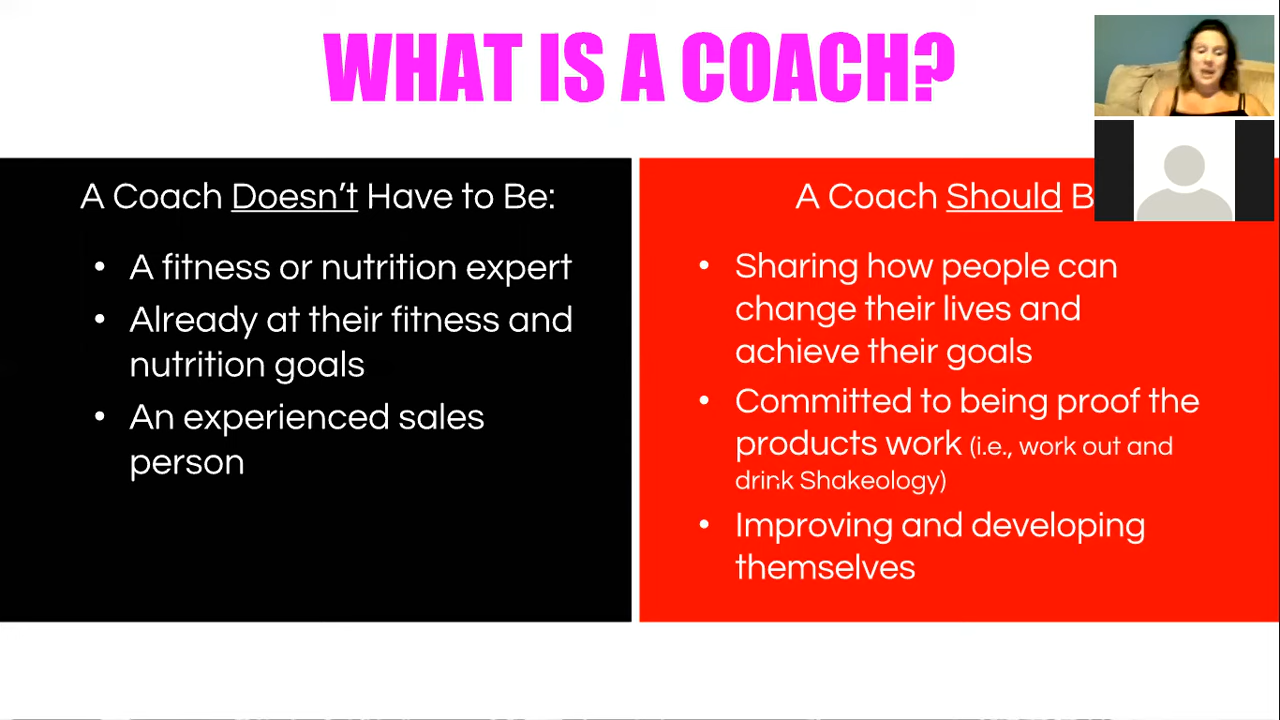 WHAT IS A COACH?
A Coach Doesn't Have to Be:
• A fitness or nutrition expert
• Already at their fitness and
nutrition goals
• An experienced sales
person
A Coach Should B
• Sharing how people can
change their lives and
achieve their goals
• Committed to being proof the
products work (i.e., work out and
drink Shakeology)
• Improving and developing
themselves